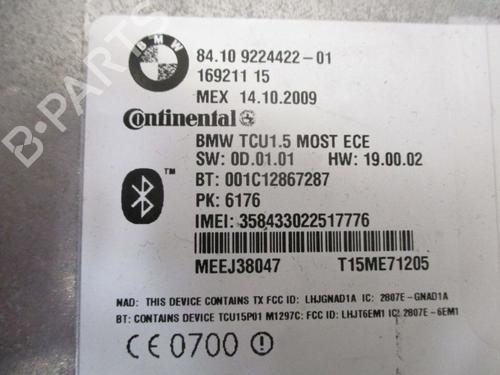 BMW
84.10 9224422-01
169211 15
MEX 14.10.2009
Continental
BMW TCU1.5 MOST ECE
SW: 0D.01.01 HW: 19.00.02
TM
BT: 001C12867287
PK: 6176
IMEI: 358433022517776
MEEJ38047 T15ME71205
NAD: THIS DEVICE CONTAINS TX FCC ID: LHJGNAD1A IC: 2807E-GNAD1A
BT: CONTAINS DEVICE TCU15P01 M1297C: FCC ID: LHJT6EM1 IC: 2807E-6EM1
CE 0700
B-PARTS